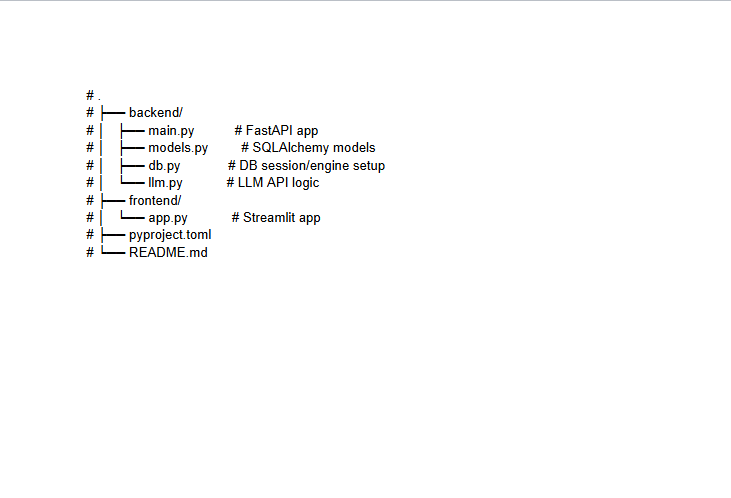 # .
# ├── backend/
# │   ├── main.py          # FastAPI app
# │   ├── models.py        # SQLAlchemy models
# │   ├── db.py            # DB session/engine setup
# │   └── llm.py           # LLM API logic
# ├── frontend/
# │   └── app.py           # Streamlit app
# ├── pyproject.toml
# └── README.md